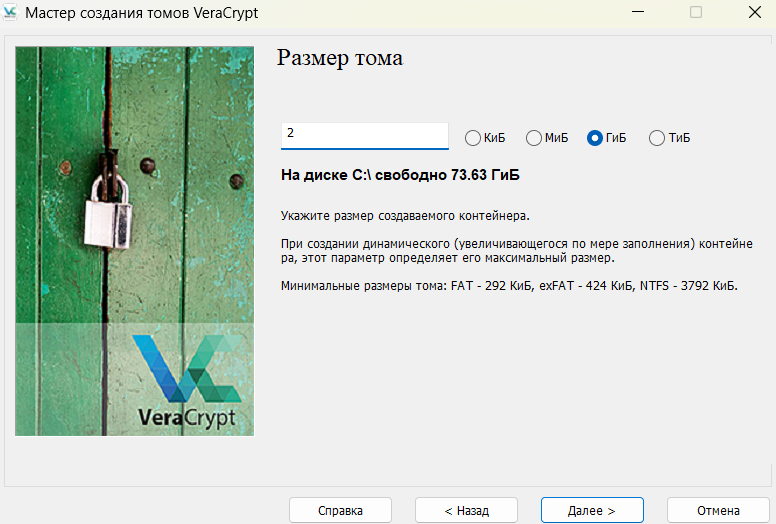 Мастер создания томов VeraCrypt
Размер тома
2
КиБ
МиБ
ГиБ
ТиБ
На диске C:\ свободно 73.63 ГиБ
Укажите размер создаваемого контейнера.
При создании динамического (увеличивающегося по мере заполнения) контейне
ра, этот параметр определяет его максимальный размер.
Минимальные размеры тома: FAT - 292 КиБ, exFAT - 424 КиБ, NTFS - 3792 КиБ.
VeraCrypt
Справка
< Назад
Далее >
Отмена